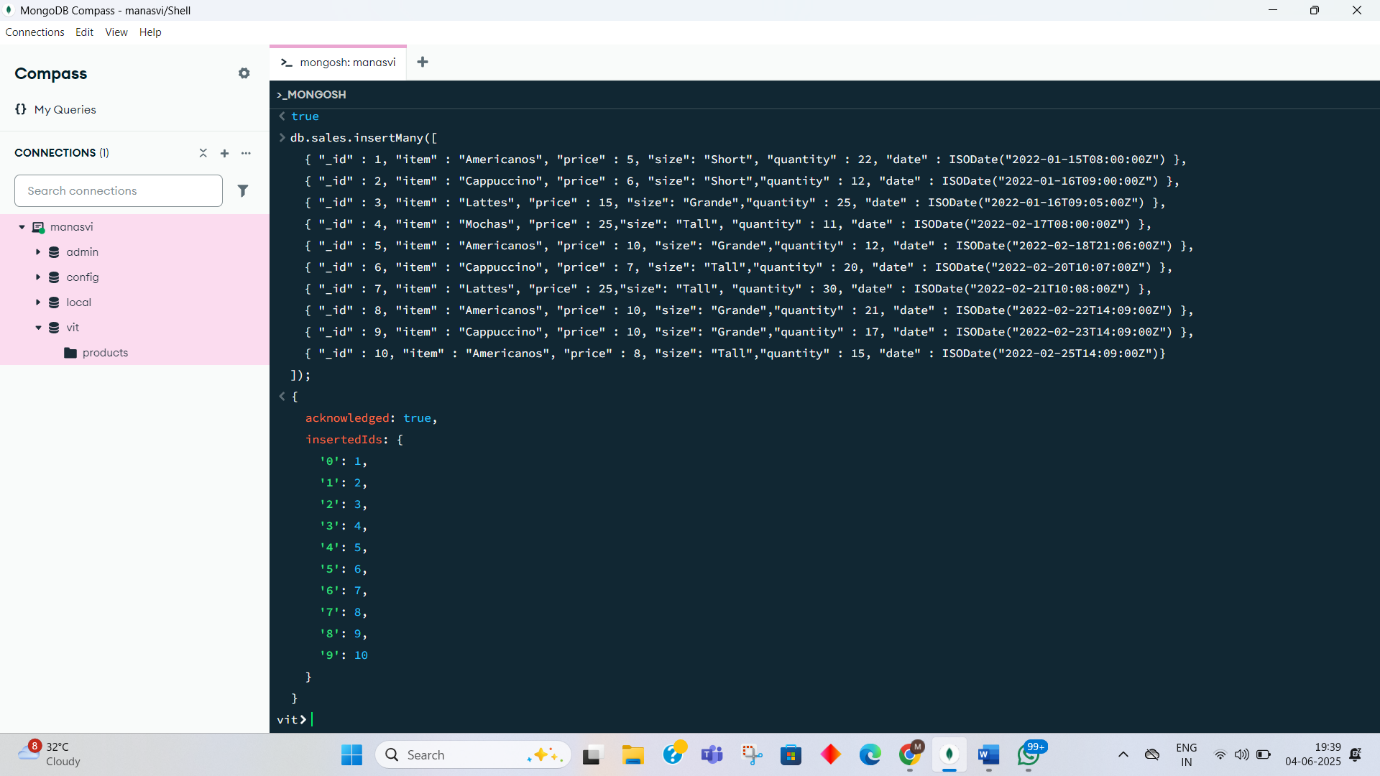 MongoDB Compass - manasvi/Shell
Connections Edit View Help
Compass
{} My Queries
CONNECTIONS (1)
Search connections
manasvi
admin
config
local
vit
products
>_ mongosh: manasvi
>_MONGOSH
< true
> db.sales.insertMany([
{ "_id" : 1, "item" : "Americanos", "price" : 5, "size": "Short", "quantity" : 22, "date" : ISODate("2022-01-15T08:00:00Z") },
{ "_id" : 2, "item" : "Cappuccino", "price" : 6, "size": "Short","quantity" : 12, "date" : ISODate("2022-01-16T09:00:00Z") },
{ "_id" : 3, "item" : "Lattes", "price" : 15, "size": "Grande","quantity" : 25, "date" : ISODate("2022-01-16T09:05:00Z") },
{ "_id" : 4, "item" : "Mochas", "price" : 25,"size": "Tall", "quantity" : 11, "date" : ISODate("2022-02-17T08:00:00Z") },
{ "_id" : 5, "item" : "Americanos", "price" : 10, "size": "Grande","quantity" : 12, "date" : ISODate("2022-02-18T21:06:00Z") },
{ "_id" : 6, "item" : "Cappuccino", "price" : 7, "size": "Tall","quantity" : 20, "date" : ISODate("2022-02-20T10:07:00Z") },
{ "_id" : 7, "item" : "Lattes", "price" : 25,"size": "Tall", "quantity" : 30, "date" : ISODate("2022-02-21T10:08:00Z") },
{ "_id" : 8, "item" : "Americanos", "price" : 10, "size": "Grande","quantity" : 21, "date" : ISODate("2022-02-22T14:09:00Z") },
{ "_id" : 9, "item" : "Cappuccino", "price" : 10, "size": "Grande","quantity" : 17, "date" : ISODate("2022-02-23T14:09:00Z") },
{ "_id" : 10, "item" : "Americanos", "price" : 8, "size": "Tall","quantity" : 15, "date" : ISODate("2022-02-25T14:09:00Z")}
]);
< {
acknowledged: true,
insertedIds: {
'0': 1,
'1': 2,
'2': 3,
'3': 4,
'4': 5,
'5': 6,
'6': 7,
'7': 8,
'8': 9,
'9': 10
}
}
vit>
8
32°C
Cloudy
Search
M
99+
ENG
IN
19:39
04-06-2025